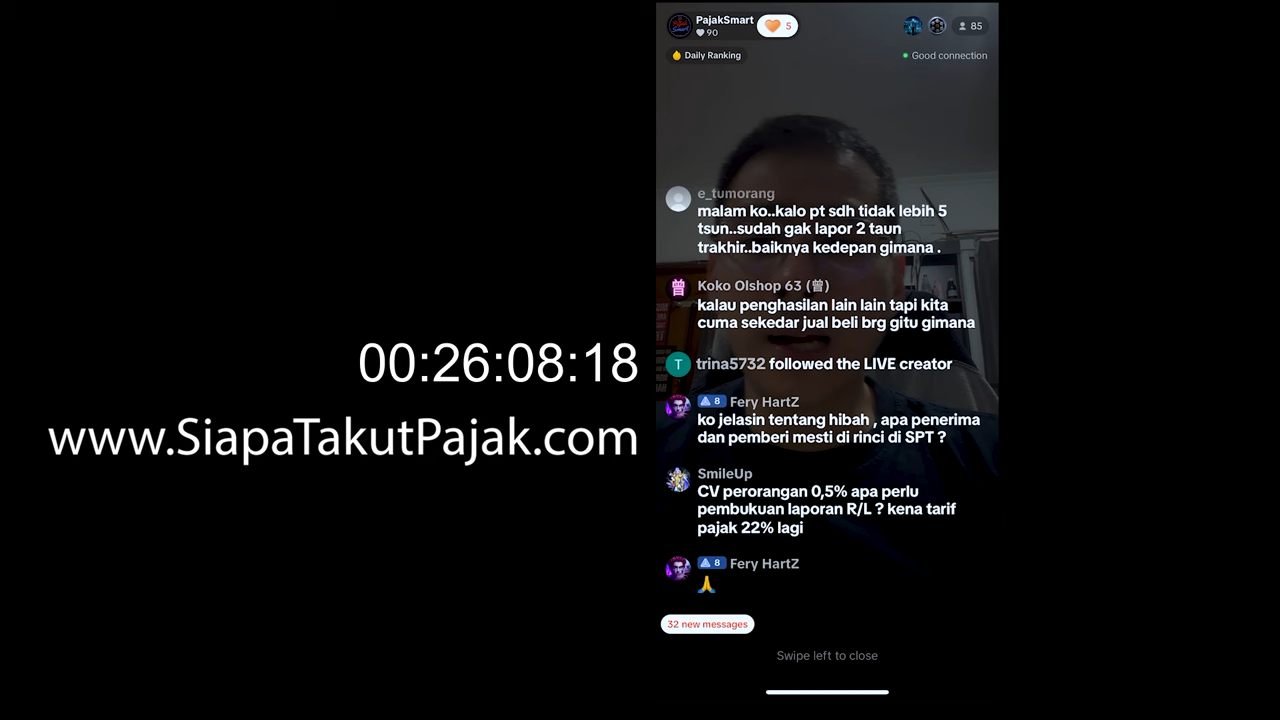 PajakSmart
90
5
85
Daily Ranking
Good connection
e_tumorang
malam ko..kalo pt sdh tidak lebih 5
tsun..sudah gak lapor 2 taun
trakhir..baiknya kedepan gimana .
Koko Olshop 63 (曾)
曾
kalau penghasilan lain lain tapi kita
cuma sekedar jual beli brg gitu gimana
T
trina5732 followed the LIVE creator
8 Fery HartZ
ko jelasin tentang hibah , apa penerima
dan pemberi mesti di rinci di SPT ?
SmileUp
CV perorangan 0,5% apa perlu
pembukuan laporan R/L ? kena tarif
pajak 22% lagi
8 Fery HartZ
🙏
32 new messages
Swipe left to close
00:26:08:18
www.SiapaTakutPajak.com